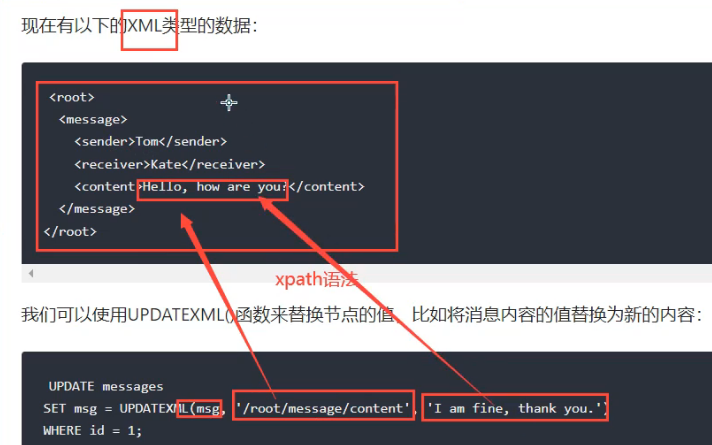 现在有以下的XML类型的数据：
<root>
<message>
<sender>Tom</sender>
<receiver>Kate</receiver>
<content>Hello, how are you?</content>
</message>
</root>
xpath语法
我们可以使用UPDATEXML()函数来替换节点的值，比如将消息内容的值替换为新的内容：
UPDATE messages
SET msg = UPDATEXML(msg, '/root/message/content', 'I am fine, thank you.')
WHERE id = 1;